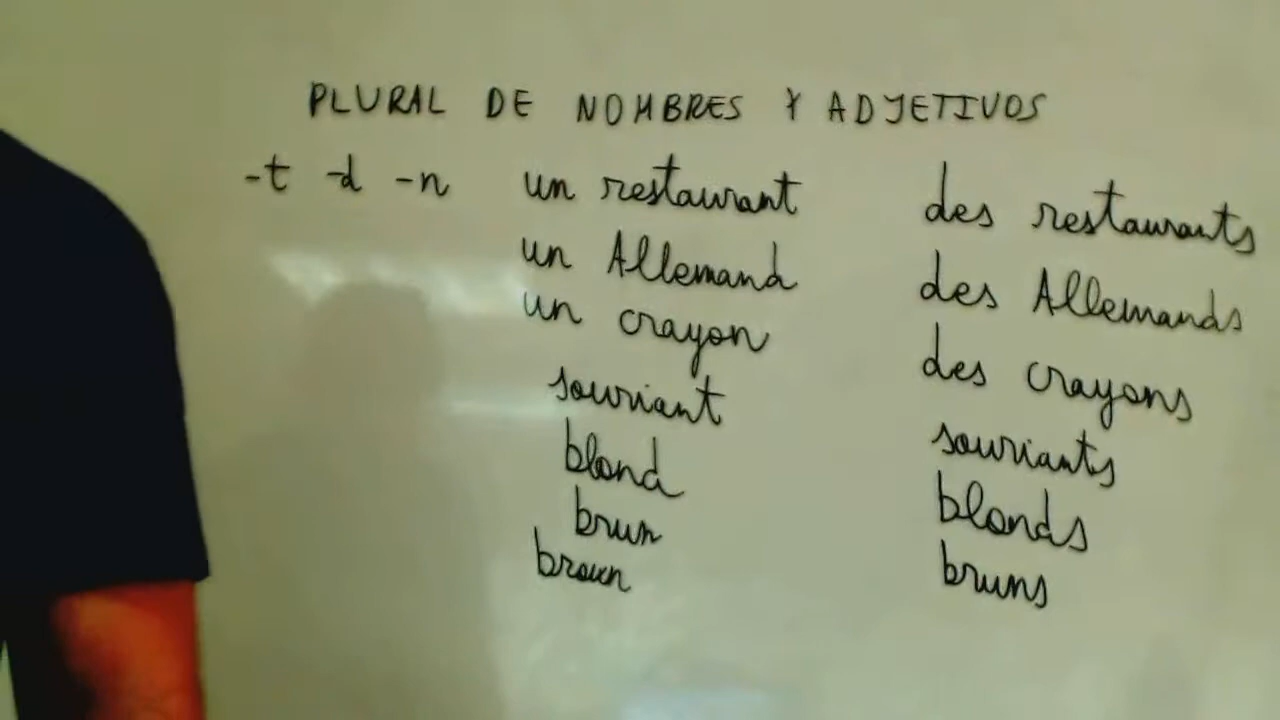 PLURAL DE NOMBRES Y ADJETIVOS
-t -d -n un restaurant des restaurants
un Allemand des Allemands
un crayon des crayons
souriant souriants
blond blonds
brun bruns
broun